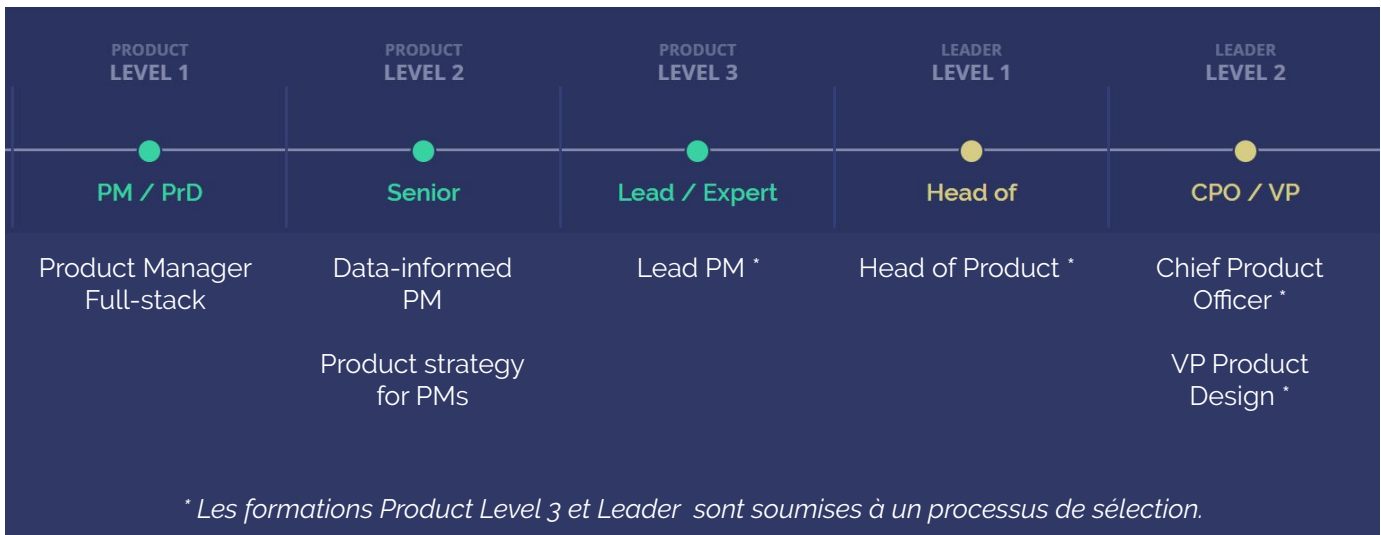 PRODUCT
LEVEL 1
PRODUCT
LEVEL 2
PRODUCT
LEVEL 3
LEADER
LEVEL 1
LEADER
LEVEL 2
PM / PrD
Senior
Lead / Expert
Head of
CPO / VP
Product Manager
Full-stack
Data-informed
PM
Product strategy
for PMs
Lead PM *
Head of Product *
Chief Product
Officer *
VP Product
Design *
* Les formations Product Level 3 et Leader sont soumises à un processus de sélection.